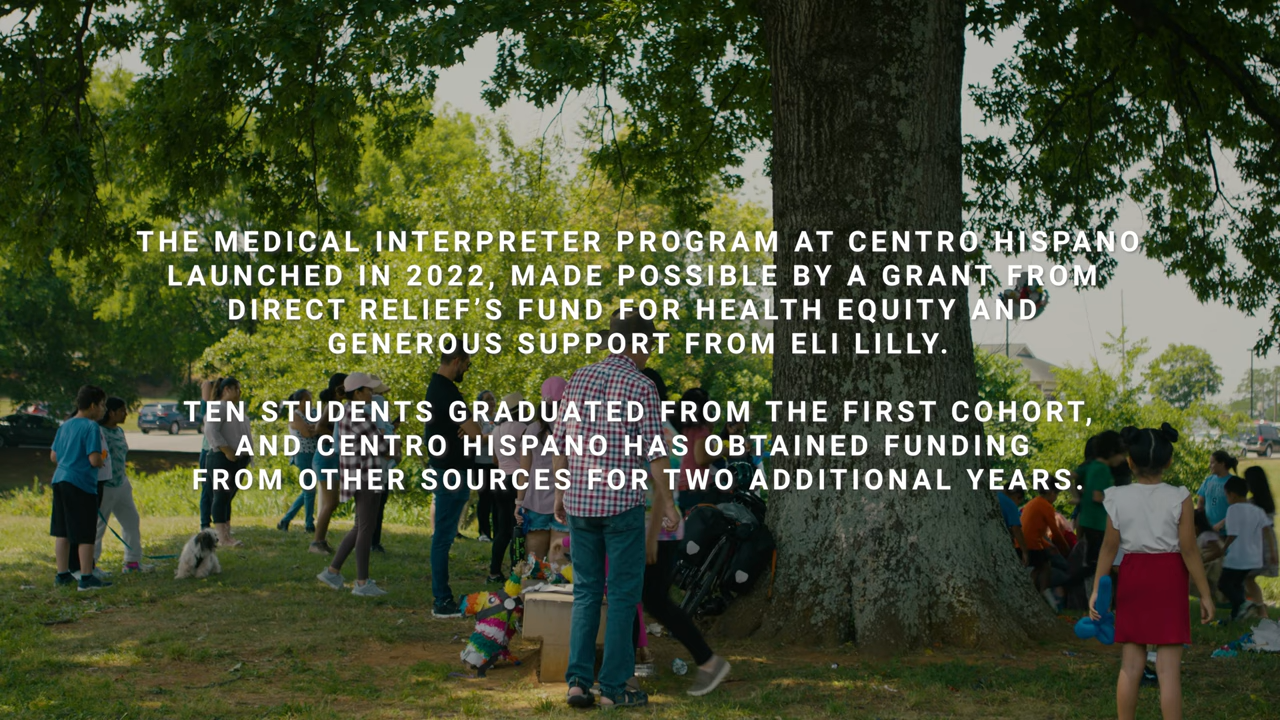 THE MEDICAL INTERPRETER PROGRAM AT CENTRO HISPANO
LAUNCHED IN 2022, MADE POSSIBLE BY A GRANT FROM
DIRECT RELIEF’S FUND FOR HEALTH EQUITY AND
GENEROUS SUPPORT FROM ELI LILLY.
TEN STUDENTS GRADUATED FROM THE FIRST COHORT,
AND CENTRO HISPANO HAS OBTAINED FUNDING
FROM OTHER SOURCES FOR TWO ADDITIONAL YEARS.